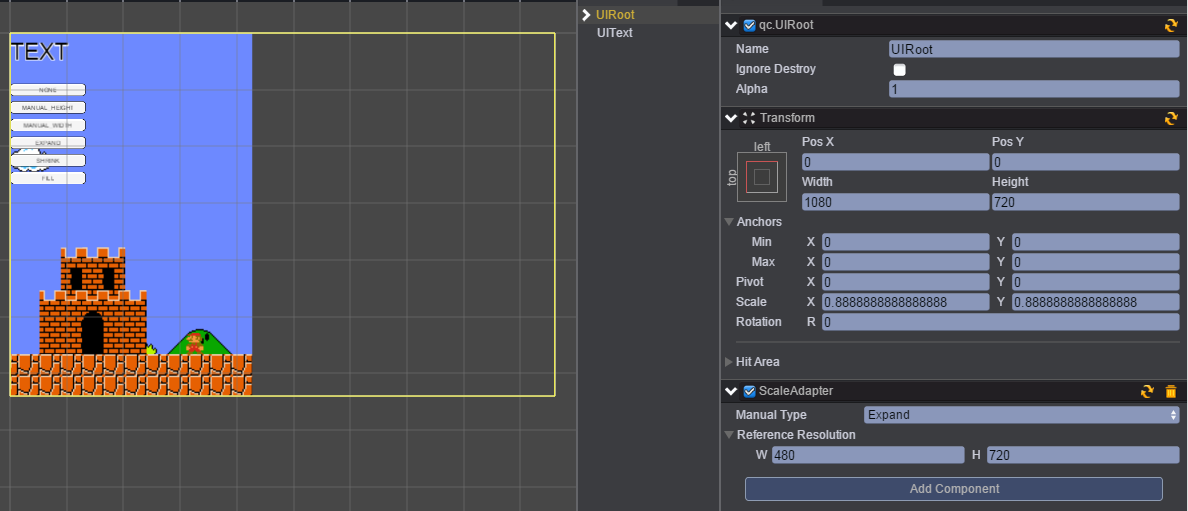 TEXT
NONE
MANUAL HEIGHT
MANUAL WIDTH
EXPAND
SHRINK
FILL
UIRoot
UIText
qc.UIRoot
Name
UIRoot
Ignore Destroy
Alpha
1
Transform
left
top
Pos X
Pos Y
0
0
Width
Height
1080
720
Anchors
Min X 0 Y 0
Max X 0 Y 0
Pivot X 0 Y 0
Scale X 0.8888888888888888 Y 0.8888888888888888
Rotation R 0
Hit Area
ScaleAdapter
Manual Type Expand
Reference Resolution
W 480 H 720
Add Component